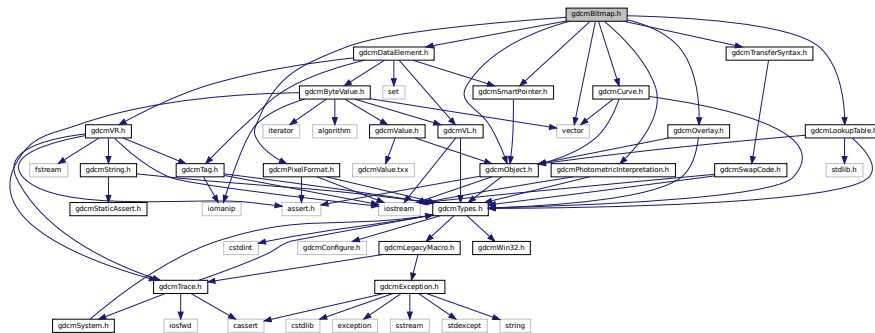 gdcmBitmap.h
gdcmDataElement.h
gdcmTransferSyntax.h
gdcmByteValue.h
set
gdcmSmartPointer.h
gdcmCurve.h
gdcmVR.h
iterator
algorithm
gdcmValue.h
gdcmVL.h
vector
gdcmOverlay.h
gdcmLookupTable.h
fstream
gdcmString.h
gdcmTag.h
gdcmPixelFormat.h
gdcmValue.txx
gdcmObject.h
gdcmPhotometricInterpretation.h
gdcmSwapCode.h
stdlib.h
gdcmStaticAssert.h
iomanip
assert.h
iostream
gdcmTypes.h
cstdint
gdcmConfigure.h
gdcmLegacyMacro.h
gdcmWin32.h
gdcmTrace.h
gdcmException.h
gdcmSystem.h
iosfwd
cassert
cstdlib
exception
sstream
stdexcept
string